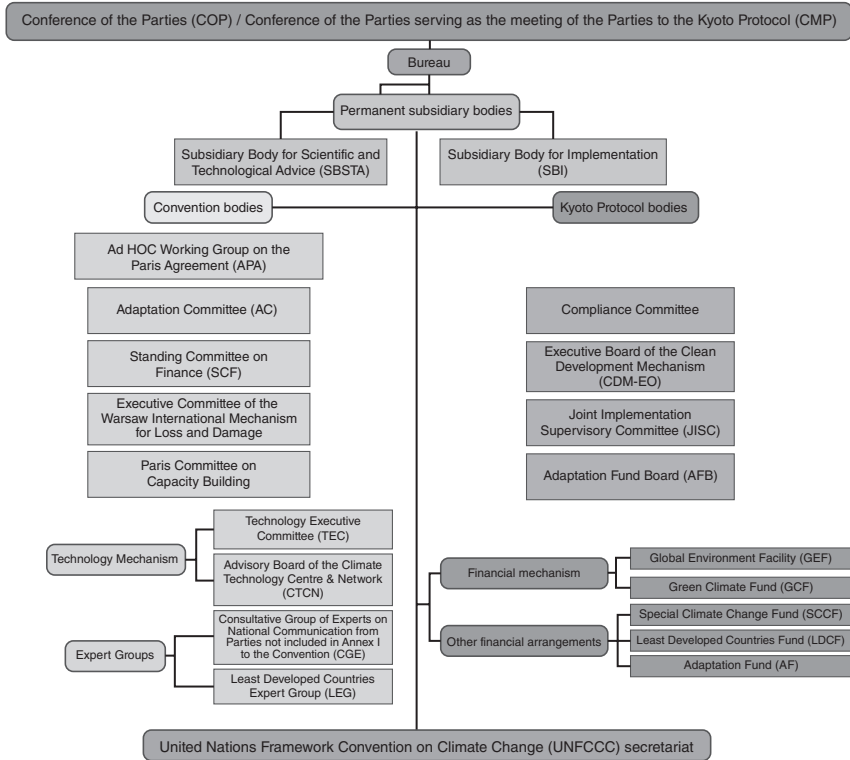 Conference of the Parties (COP) / Conference of the Parties serving as the meeting of the Parties to the Kyoto Protocol (CMP)
Bureau
Permanent subsidiary bodies
Subsidiary Body for Scientific and
Technological Advice (SBSTA)
Subsidiary Body for Implementation
(SBI)
Convention bodies
Kyoto Protocol bodies
Ad HOC Working Group on the
Paris Agreement (APA)
Adaptation Committee (AC)
Standing Committee on
Finance (SCF)
Executive Committee of the
Warsaw International Mechanism
for Loss and Damage
Paris Committee on
Capacity Building
Compliance Committee
Executive Board of the Clean
Development Mechanism
(CDM-EO)
Joint Implementation
Supervisory Committee (JISC)
Adaptation Fund Board (AFB)
Technology Mechanism
Technology Executive
Committee (TEC)
Advisory Board of the Climate
Technology Centre & Network
(CTCN)
Expert Groups
Consultative Group of Experts on
National Communication from
Parties not included in Annex I
to the Convention (CGE)
Least Developed Countries
Expert Group (LEG)
Financial mechanism
Global Environment Facility (GEF)
Green Climate Fund (GCF)
Other financial arrangements
Special Climate Change Fund (SCCF)
Least Developed Countries Fund (LDCF)
Adaptation Fund (AF)
United Nations Framework Convention on Climate Change (UNFCCC) secretariat